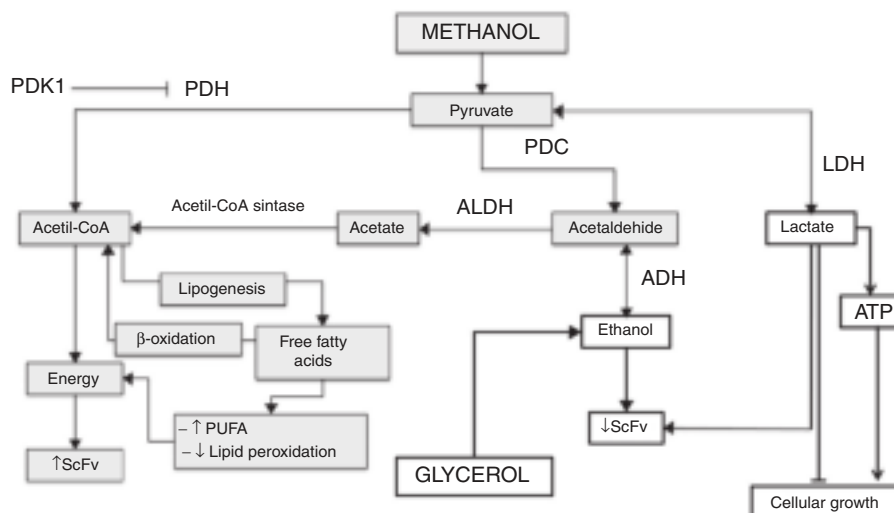 METHANOL
PDK1
PDH
Pyruvate
PDC
LDH
Acetil-CoA sintase
ALDH
Acetil-CoA
Acetate
Acetaldehide
Lactate
Lipogenesis
ADH
ATP
β-oxidation
Free fatty
acids
Ethanol
Energy
– ↑ PUFA
– ↓ Lipid peroxidation
↑ScFv
↓ScFv
GLYCEROL
Cellular growth